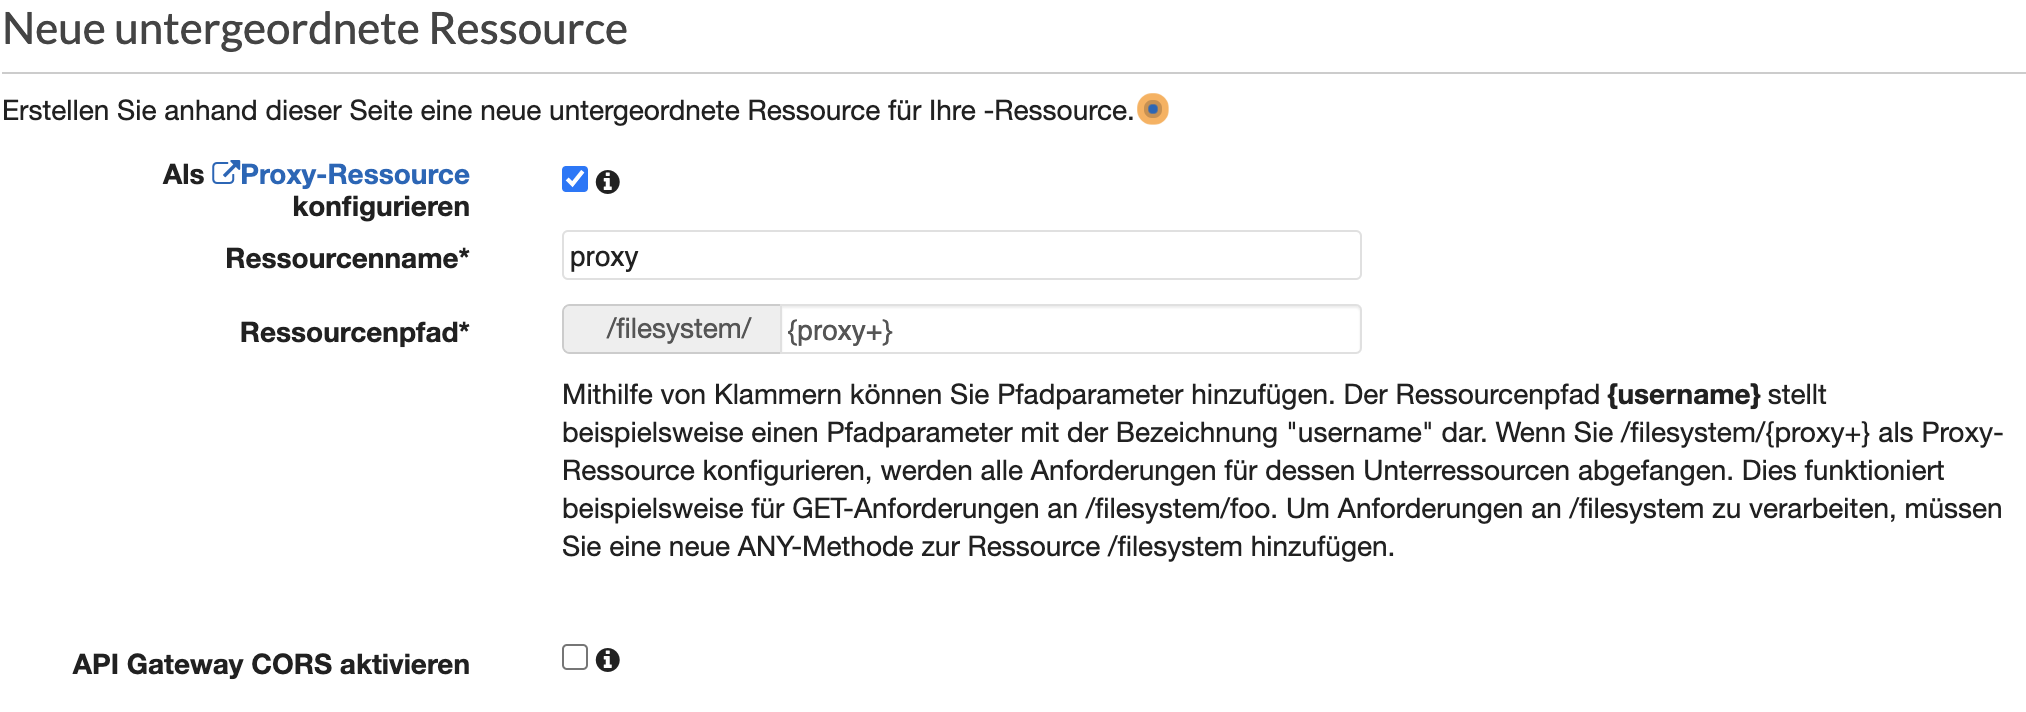 Neue untergeordnete Ressource
Erstellen Sie anhand dieser Seite eine neue untergeordnete Ressource für Ihre -Ressource.
Als Proxy-Ressource
konfigurieren
Ressourcenname*
proxy
Ressourcenpfad*
/filesystem/ {proxy+}
Mithilfe von Klammern können Sie Pfadparameter hinzufügen. Der Ressourcenpfad {username} stellt
beispielsweise einen Pfadparameter mit der Bezeichnung "username" dar. Wenn Sie /filesystem/{proxy+} als Proxy-
Ressource konfigurieren, werden alle Anforderungen für dessen Unterressourcen abgefangen. Dies funktioniert
beispielsweise für GET-Anforderungen an /filesystem/foo. Um Anforderungen an /filesystem zu verarbeiten, müssen
Sie eine neue ANY-Methode zur Ressource /filesystem hinzufügen.
API Gateway CORS aktivieren